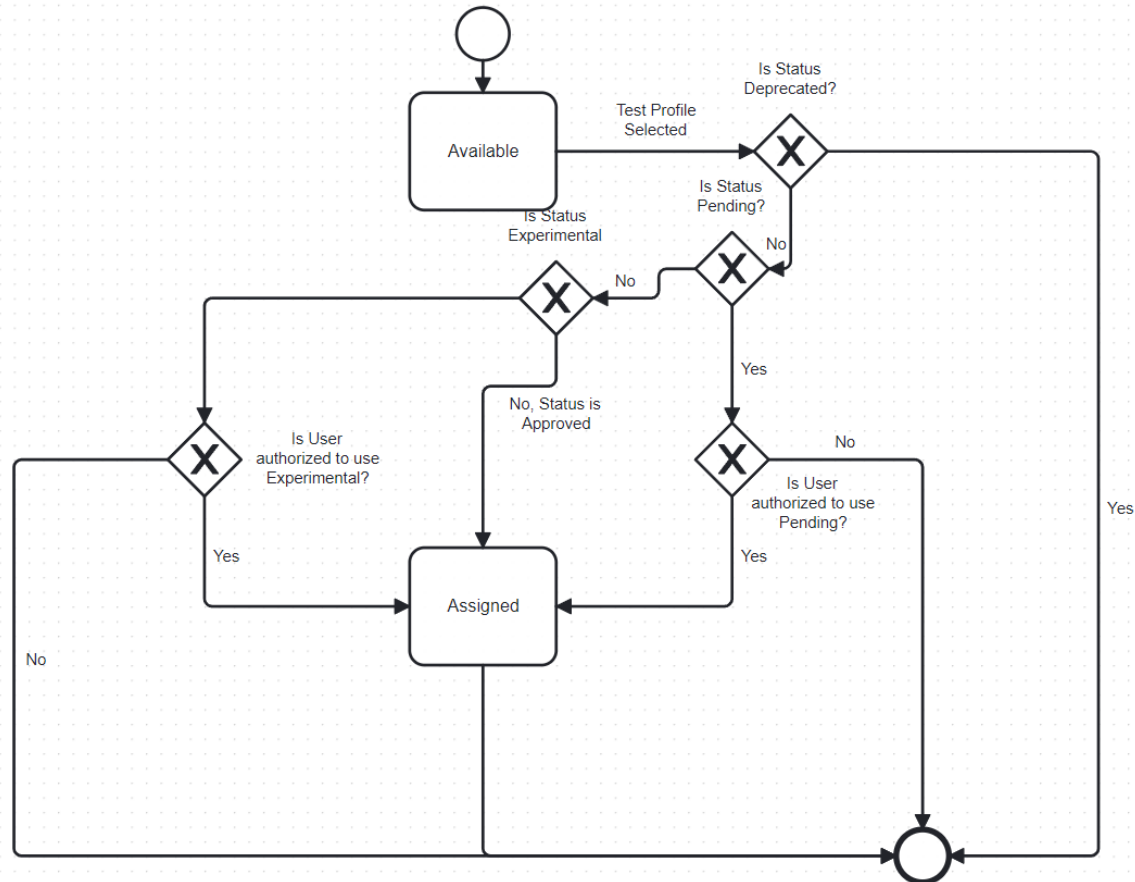 Is Status
Deprecated?
Test Profile
Selected
Available
Is Status
Pending?
Is Status
Experimental
No
No
Yes
No, Status is
Approved
Is User
authorized to use
Experimental?
No
Is User
authorized to use
Pending?
Yes
Yes
Yes
Assigned
No